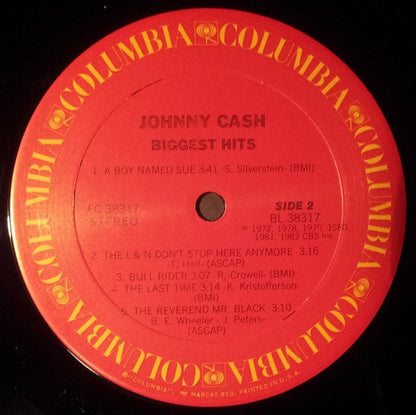 COLUMBIA COLUMBIA COLUMBIA COLUMBIA COLUMBIA COLUMBIA
JOHNNY CASH
BIGGEST HITS
1. A BOY NAMED SUE 3:41 -S. Silverstein- (BMI)
FC 38317
STEREO
SIDE 2
BL 38317
℗ 1972, 1978, 1979, 1980,
1981, 1982 CBS Inc.
2. THE L & N DON'T STOP HERE ANYMORE 3:16
-T. Hall- (ASCAP)
3. BULL RIDER 3:07 -R. Crowell- (BMI)
4. THE LAST TIME 3:14 -K. Kristofferson-
(BMI)
5. THE REVEREND MR. BLACK 3:10
B. E. Wheeler - J. Peters-
(ASCAP)
® "COLUMBIA", MARCAS REG. PRINTED IN U.S.A.